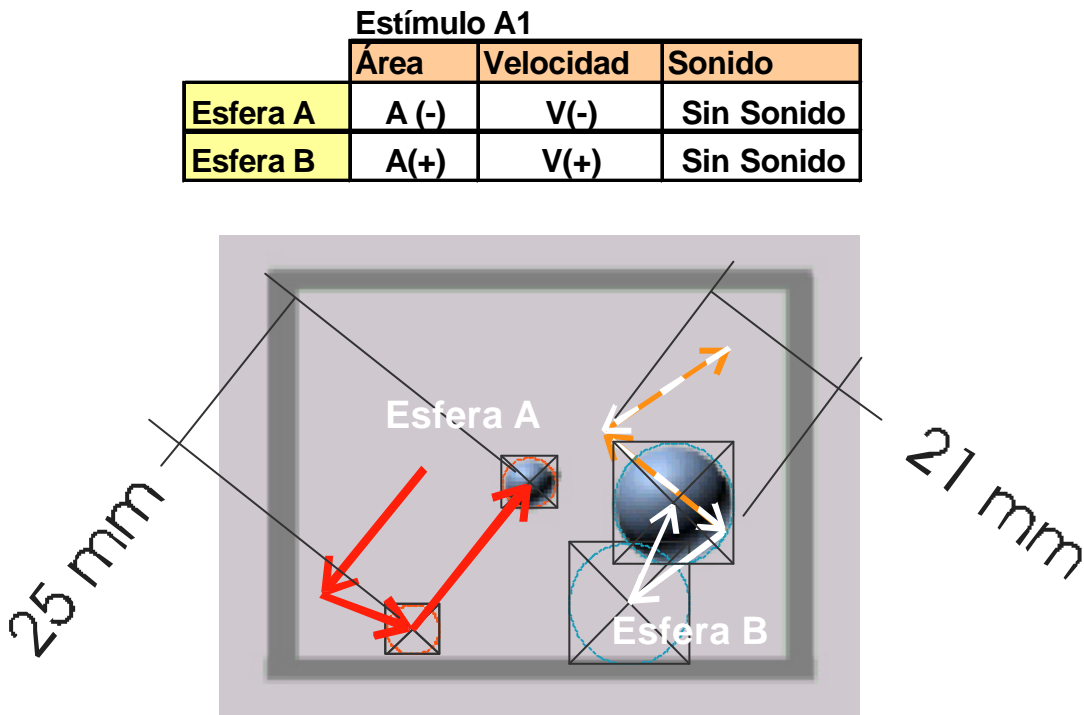 Estímulo A1
Área Velocidad Sonido
Esfera A A (-) V(-) Sin Sonido
Esfera B A(+) V(+) Sin Sonido
Esfera A
25 mm
21 mm
Esfera B